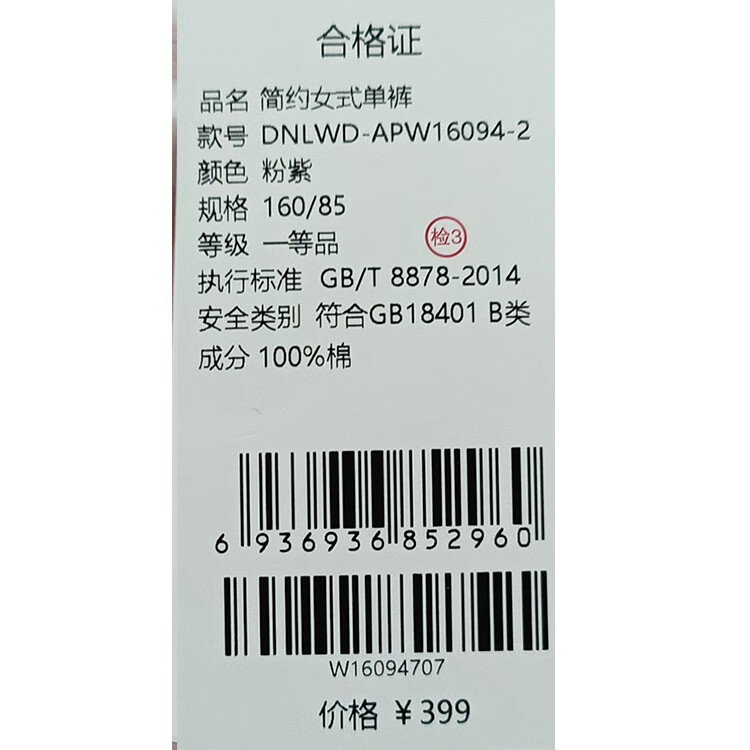 合格证
品名 简约女式单裤
款号 DNLWD-APW16094-2
颜色 粉紫
规格 160/85
等级 一等品
检3
执行标准 GB/T 8878-2014
安全类别 符合GB18401 B类
成分 100%棉
6 936936 852960
W16094707
价格 ¥399